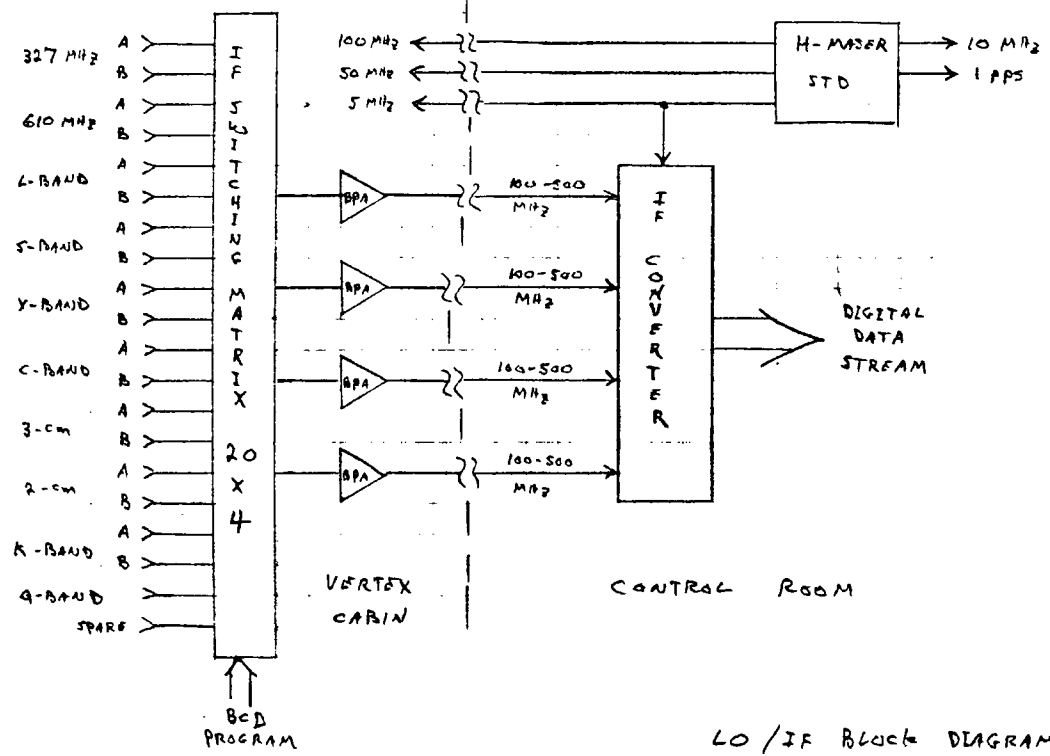 327 MHz A
B
610 MHz A
B
L-BAND A
B
S-BAND A
B
X-BAND A
B
C-BAND A
B
3-cm A
B
2-cm A
B
K-BAND A
B
Q-BAND
SPARE
IF SWITCHING MATRIX 20 X 4
BCD
PROGRAM
BPA
BPA
BPA
BPA
VERTEX
CABIN
100 MHz
50 MHz
5 MHz
H-MASER
STD
10 MHz
1 PPS
100-500
MHz
100-500
MHz
100-500
MHz
100-500
MHz
IF CONVERTER
DIGITAL
DATA
STREAM
CONTROL ROOM
LO/IF BLOCK DIAGRAM